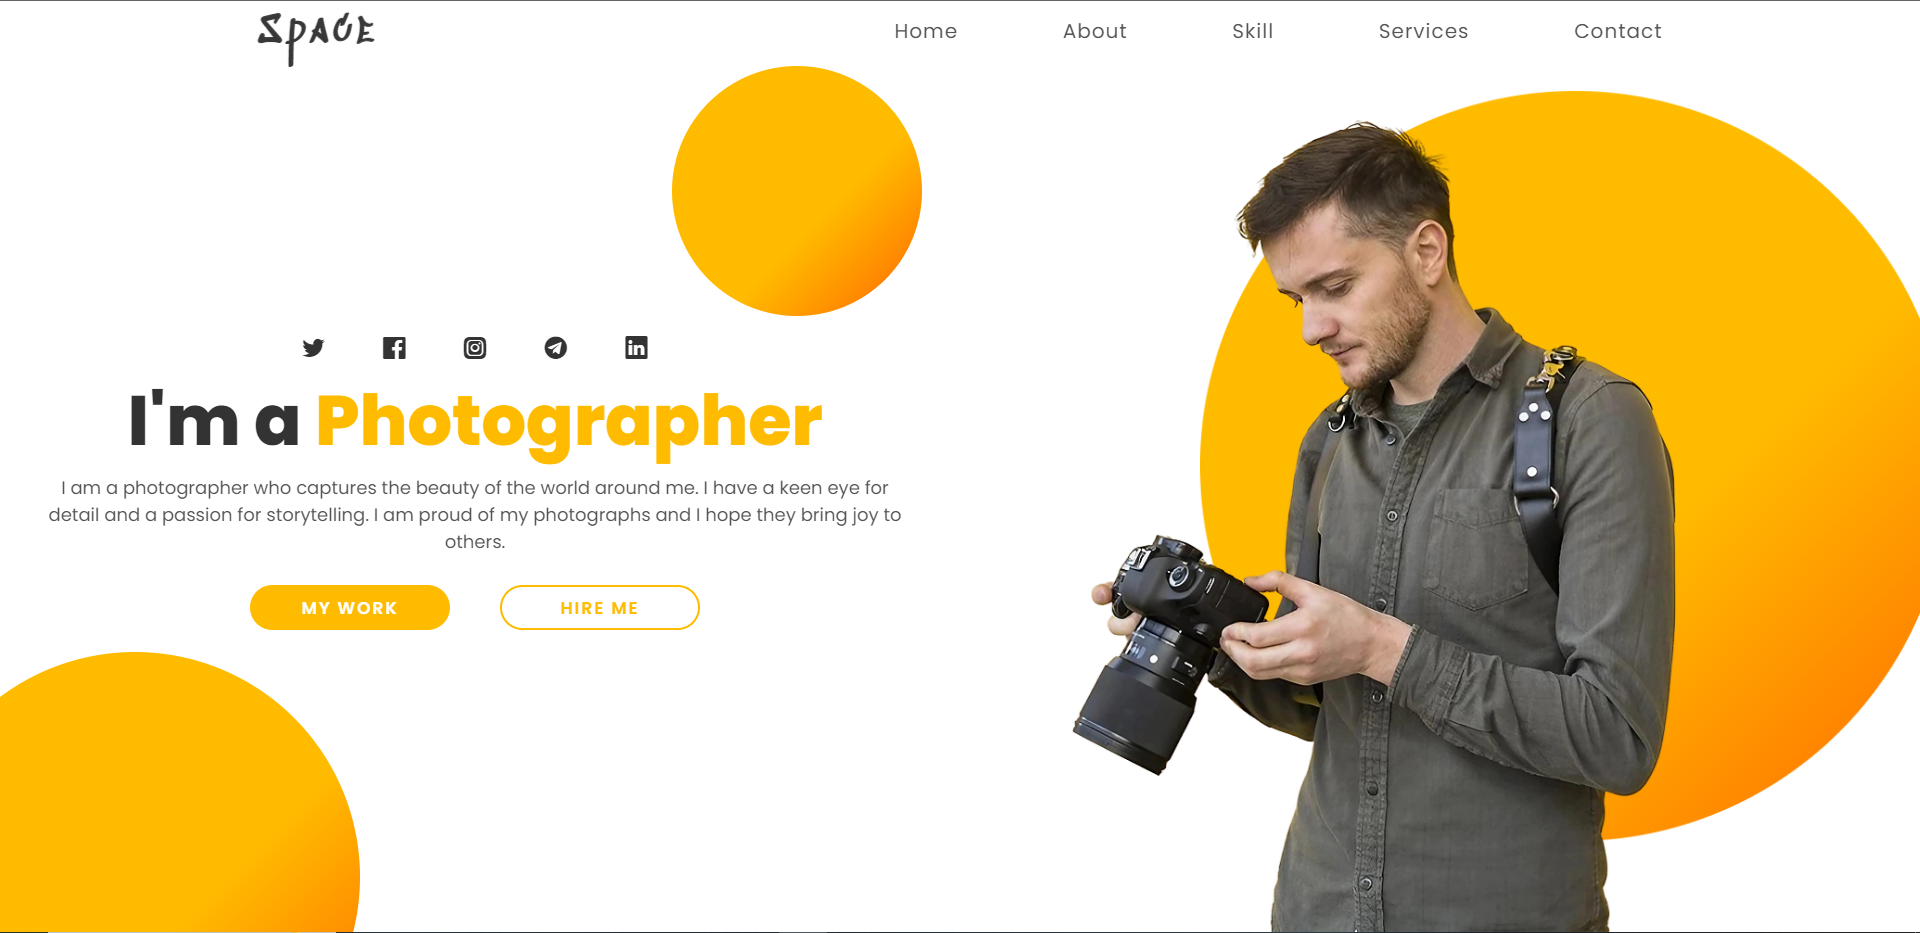 SPACE
Home About Skill Services Contact
I'm a Photographer
I am a photographer who captures the beauty of the world around me. I have a keen eye for
detail and a passion for storytelling. I am proud of my photographs and I hope they bring joy to
others.
MY WORK HIRE ME